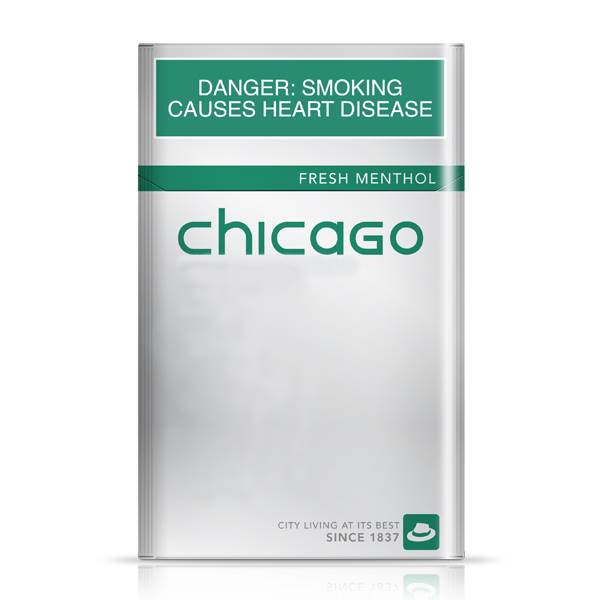 DANGER: SMOKING
CAUSES HEART DISEASE
FRESH MENTHOL
chicago
CITY LIVING AT ITS BEST
SINCE 1837